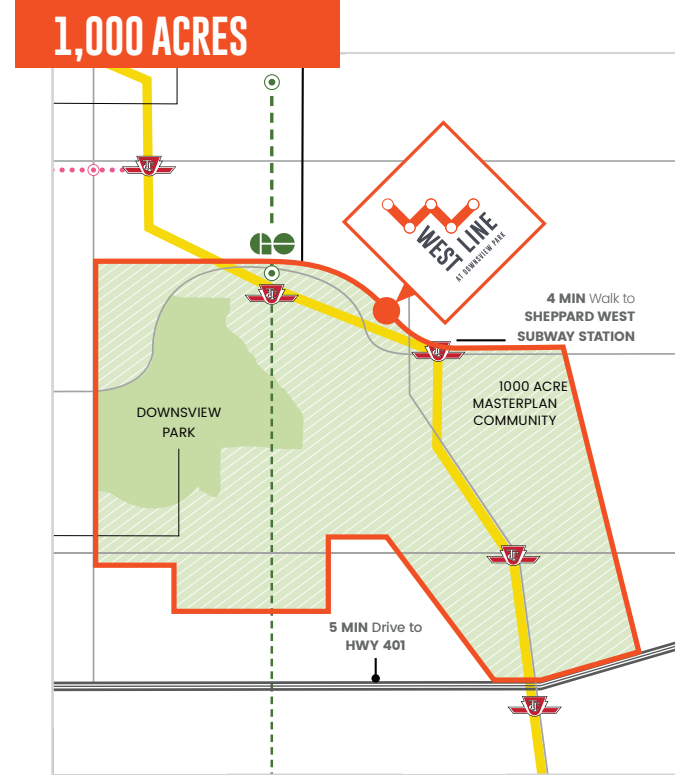 1,000 ACRES
GO
WEST LINE
AT DOWNSVIEW PARK
4 MIN Walk to
SHEPPARD WEST
SUBWAY STATION
1000 ACRE
MASTERPLAN
COMMUNITY
DOWNSVIEW
PARK
5 MIN Drive to
HWY 401